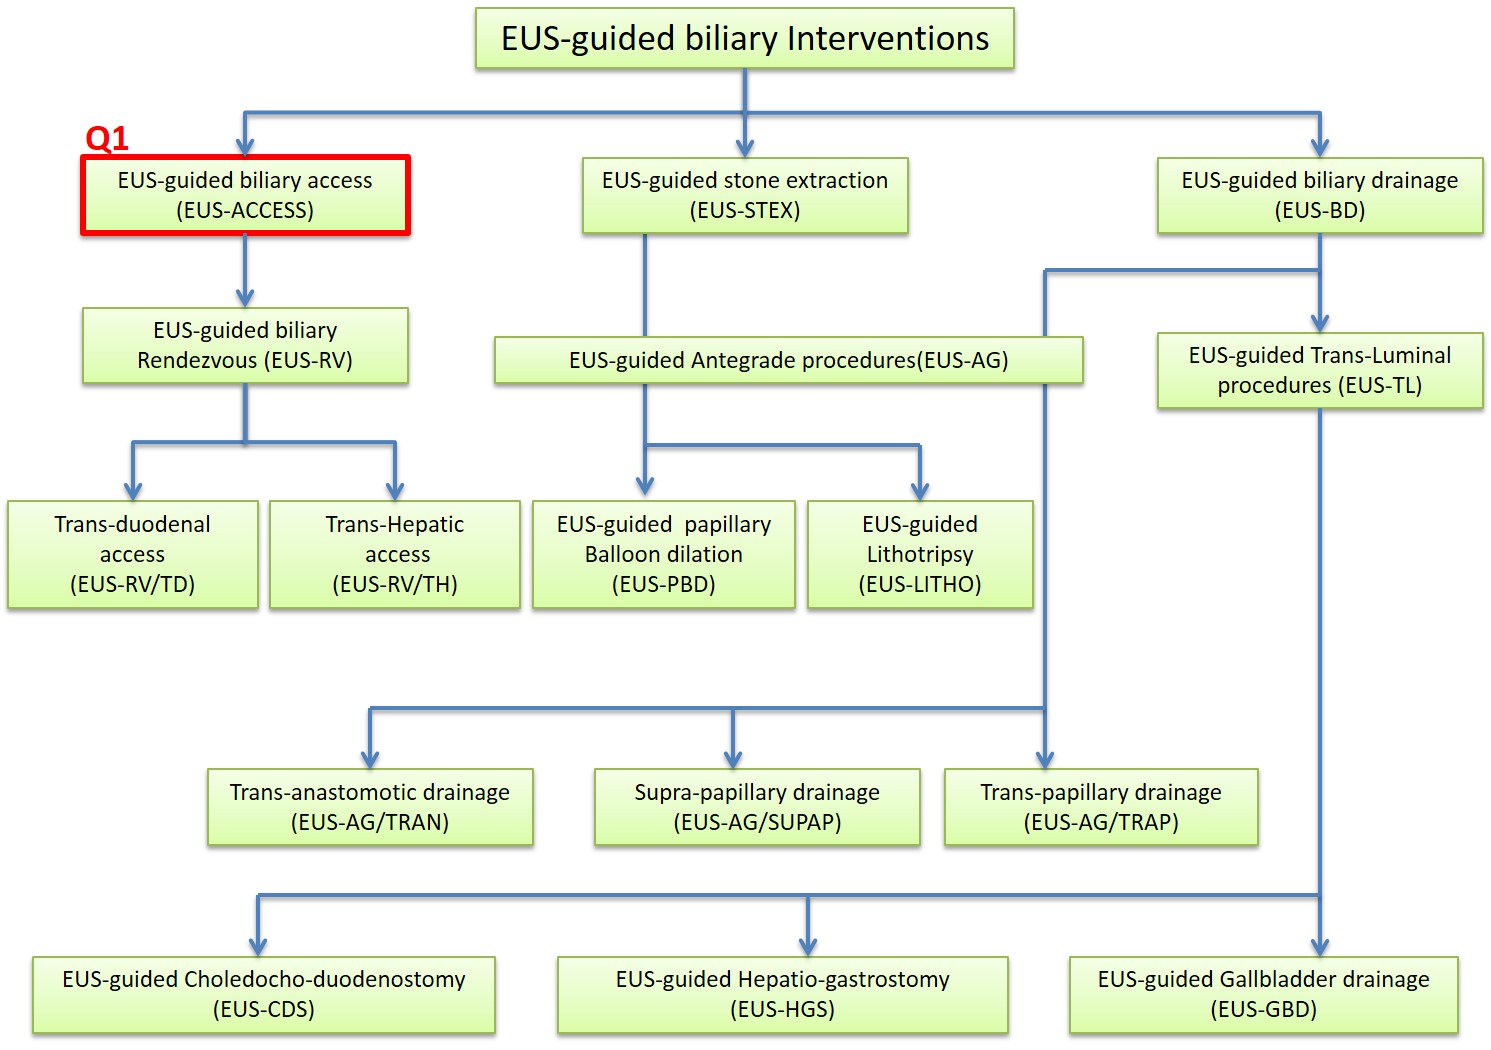 EUS-guided biliary Interventions
Q1
EUS-guided biliary access
(EUS-ACCESS)
EUS-guided stone extraction
(EUS-STEX)
EUS-guided biliary drainage
(EUS-BD)
EUS-guided biliary
Rendezvous (EUS-RV)
EUS-guided Antegrade procedures(EUS-AG)
EUS-guided Trans-Luminal
procedures (EUS-TL)
Trans-duodenal
access
(EUS-RV/TD)
Trans-Hepatic
access
(EUS-RV/TH)
EUS-guided papillary
Balloon dilation
(EUS-PBD)
EUS-guided
Lithotripsy
(EUS-LITHO)
Trans-anastomotic drainage
(EUS-AG/TRAN)
Supra-papillary drainage
(EUS-AG/SUPAP)
Trans-papillary drainage
(EUS-AG/TRAP)
EUS-guided Choledocho-duodenostomy
(EUS-CDS)
EUS-guided Hepatio-gastrostomy
(EUS-HGS)
EUS-guided Gallbladder drainage
(EUS-GBD)